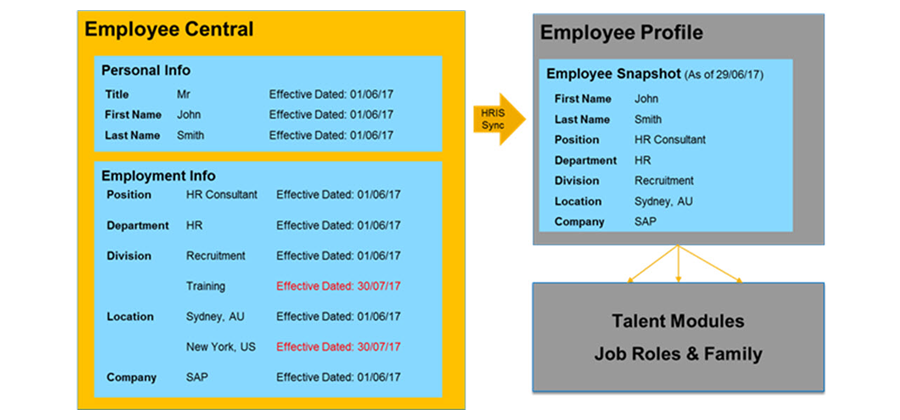 Employee Central
Personal Info
Title Mr Effective Dated: 01/06/17
First Name John Effective Dated: 01/06/17
Last Name Smith Effective Dated: 01/06/17
Employment Info
Position HR Consultant Effective Dated: 01/06/17
Department HR Effective Dated: 01/06/17
Division Recruitment Effective Dated: 01/06/17
Training Effective Dated: 30/07/17
Location Sydney, AU Effective Dated: 01/06/17
New York, US Effective Dated: 30/07/17
Company SAP Effective Dated: 01/06/17
HRIS
Sync
Employee Profile
Employee Snapshot (As of 29/06/17)
First Name John
Last Name Smith
Position HR Consultant
Department HR
Division Recruitment
Location Sydney, AU
Company SAP
Talent Modules
Job Roles & Family